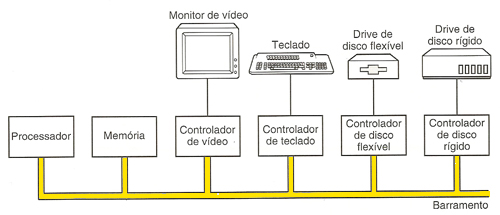 Monitor de vídeo
Teclado
Drive de
disco flexível
Drive de
disco rígido
Processador
Memória
Controlador
de vídeo
Controlador
de teclado
Controlador
de disco
flexível
Controlador
de disco
rígido
Barramento